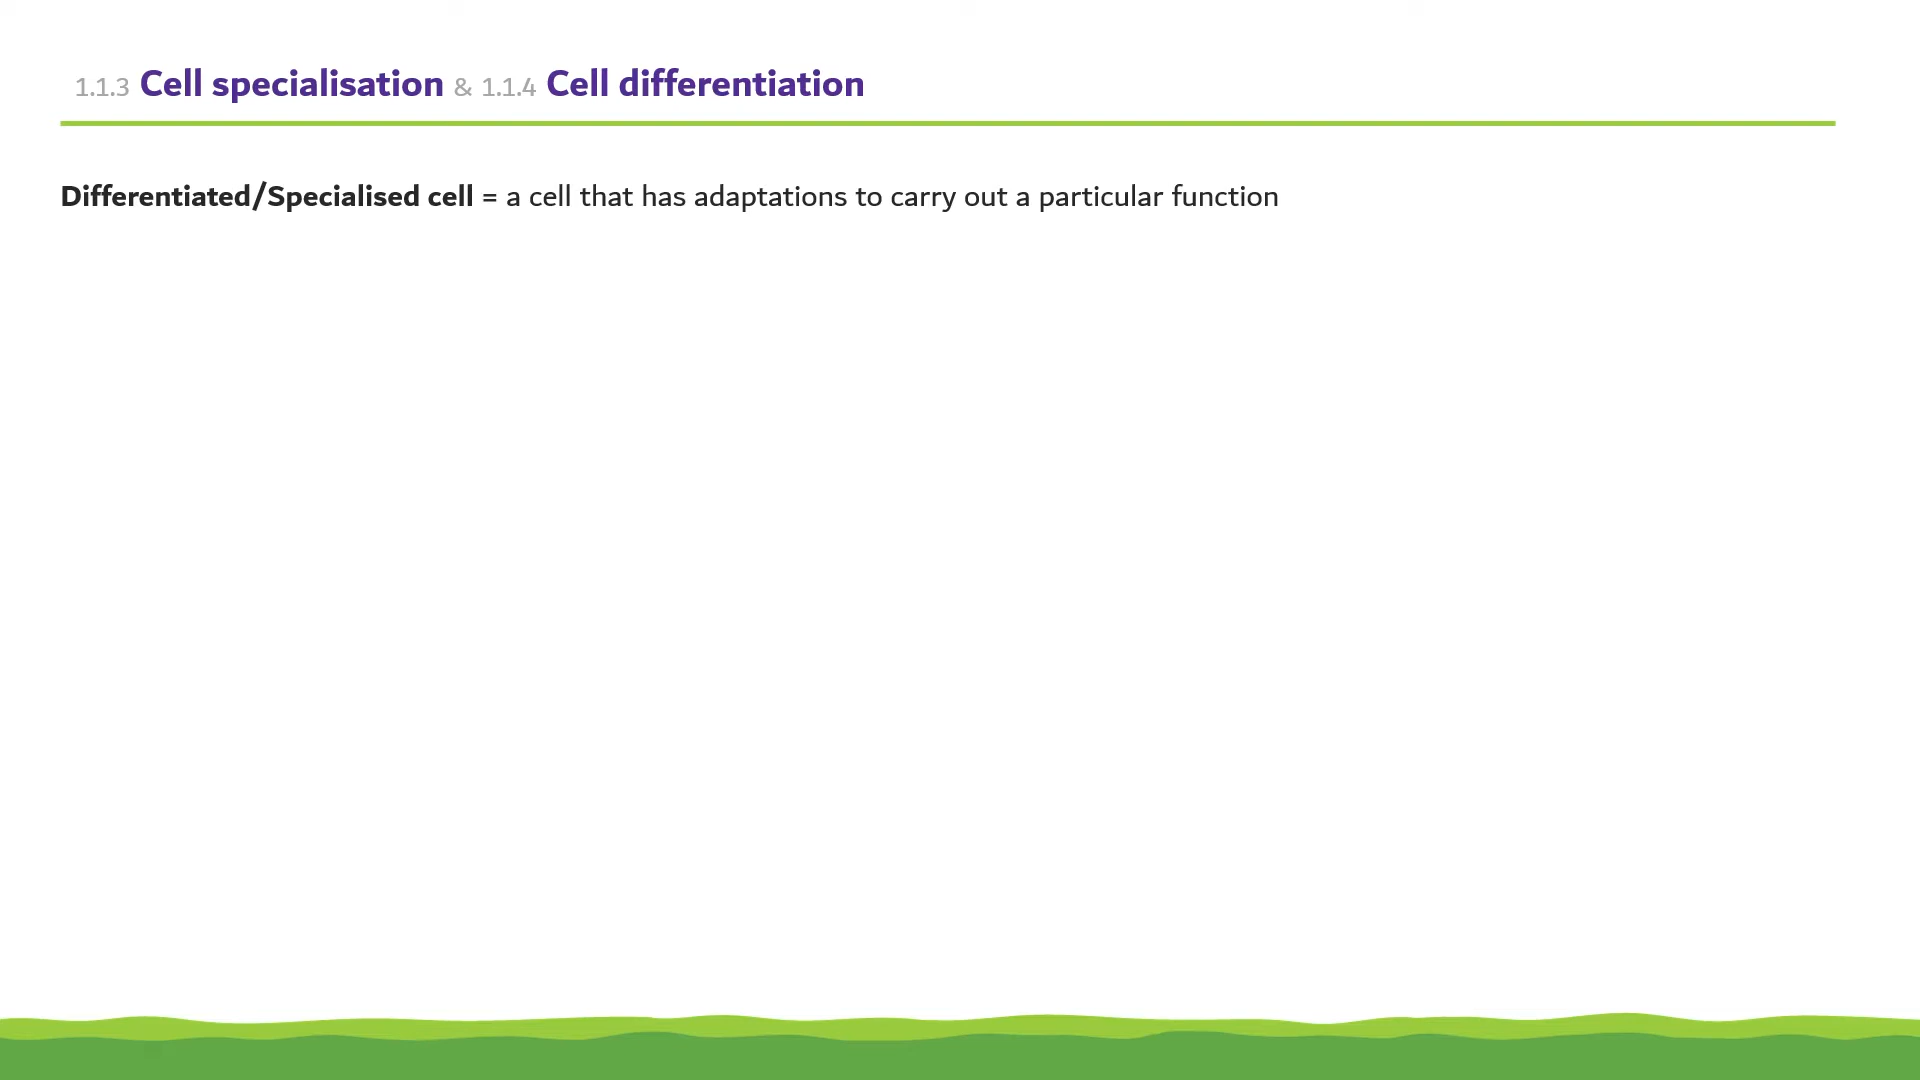 1.1.3 Cell specialisation & 1.1.4 Cell differentiation
Differentiated/Specialised cell = a cell that has adaptations to carry out a particular function